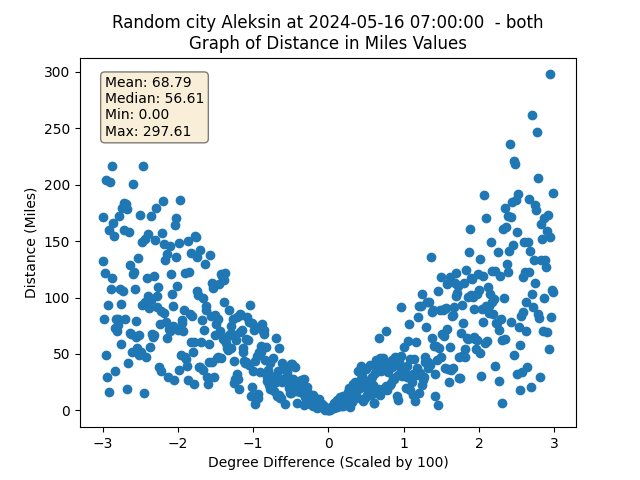 Random city Aleksin at 2024-05-16 07:00:00  - both
Graph of Distance in Miles Values
Mean: 68.79
Median: 56.61
Min: 0.00
Max: 297.61
300
250
200
150
100
50
0
Distance (Miles)
−3
−2
−1
0
1
2
3
Degree Difference (Scaled by 100)